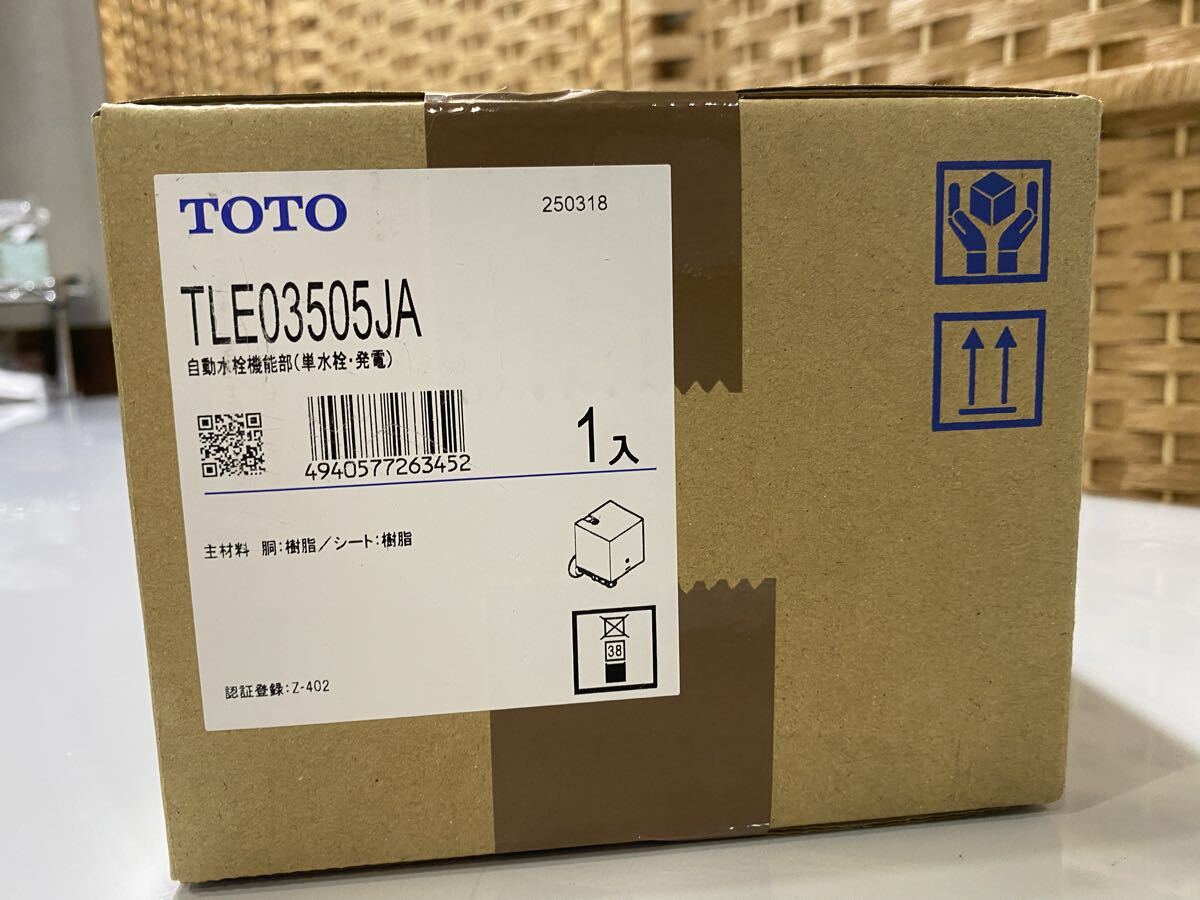 TOTO
250318
TLE03505JA
自動水栓機能部(単水栓・発電)
4940577263452
1入
主材料 胴:樹脂/シート:樹脂
38
認証登録:Z-402